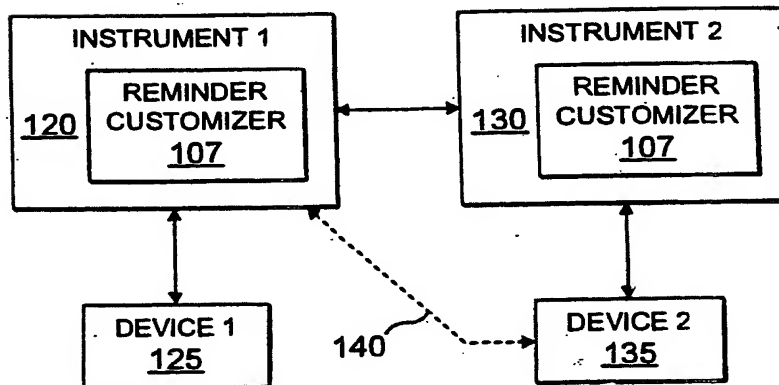 INSTRUMENT 1
REMINDER
CUSTOMIZER
107
120
INSTRUMENT 2
REMINDER
CUSTOMIZER
107
130
DEVICE 1
125
140
DEVICE 2
135